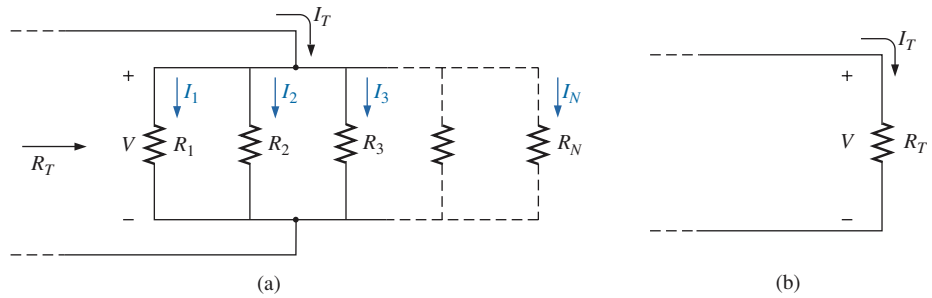 I_T
+
I_1
I_2
I_3
I_N
V
R_1
R_2
R_3
R_N
R_T
–
(a)
I_T
+
V
R_T
–
(b)